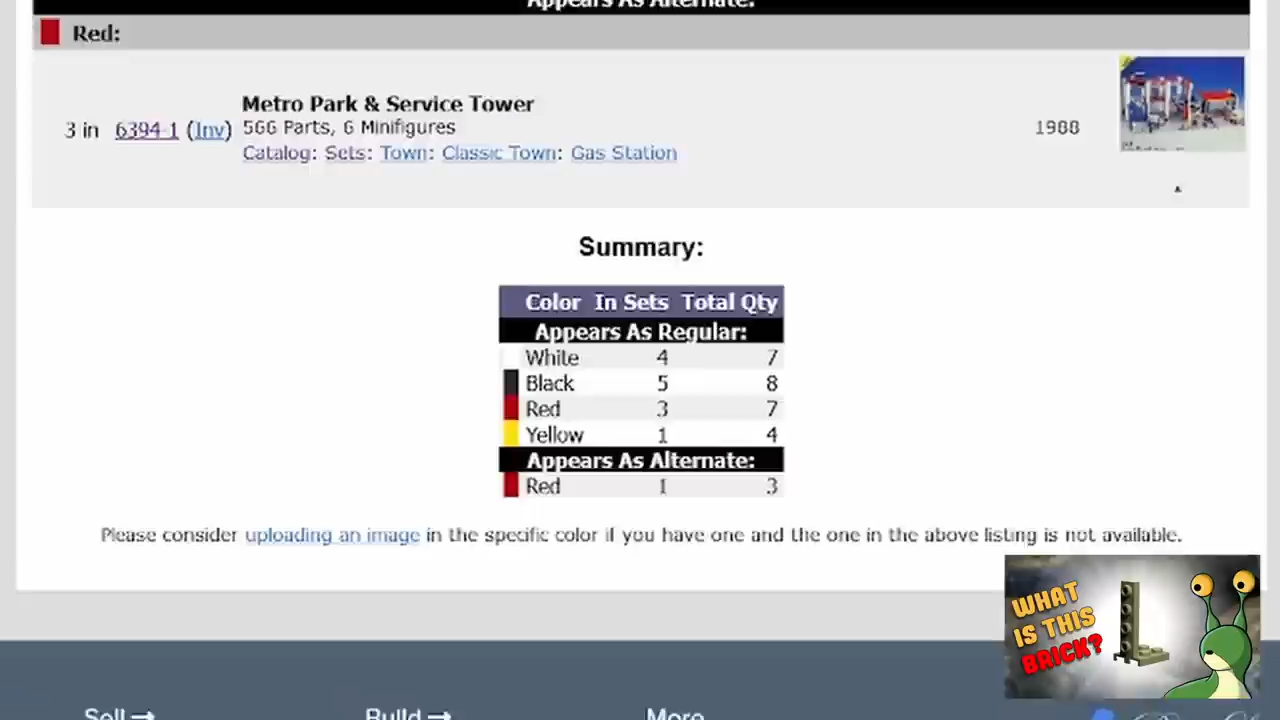 Appears As Alternate:
Red:
Metro Park & Service Tower
3 in 6394-1 (Inv)
566 Parts, 6 Minifigures
1988
Catalog: Sets: Town: Classic Town: Gas Station
Summary:
Color In Sets Total Qty
Appears As Regular:
White 4 7
Black 5 8
Red 3 7
Yellow 1 4
Appears As Alternate:
Red 1 3
Please consider uploading an image in the specific color if you have one and the one in the above listing is not available.
WHAT
IS THIS
BRICK?
Sell →
Build →
More